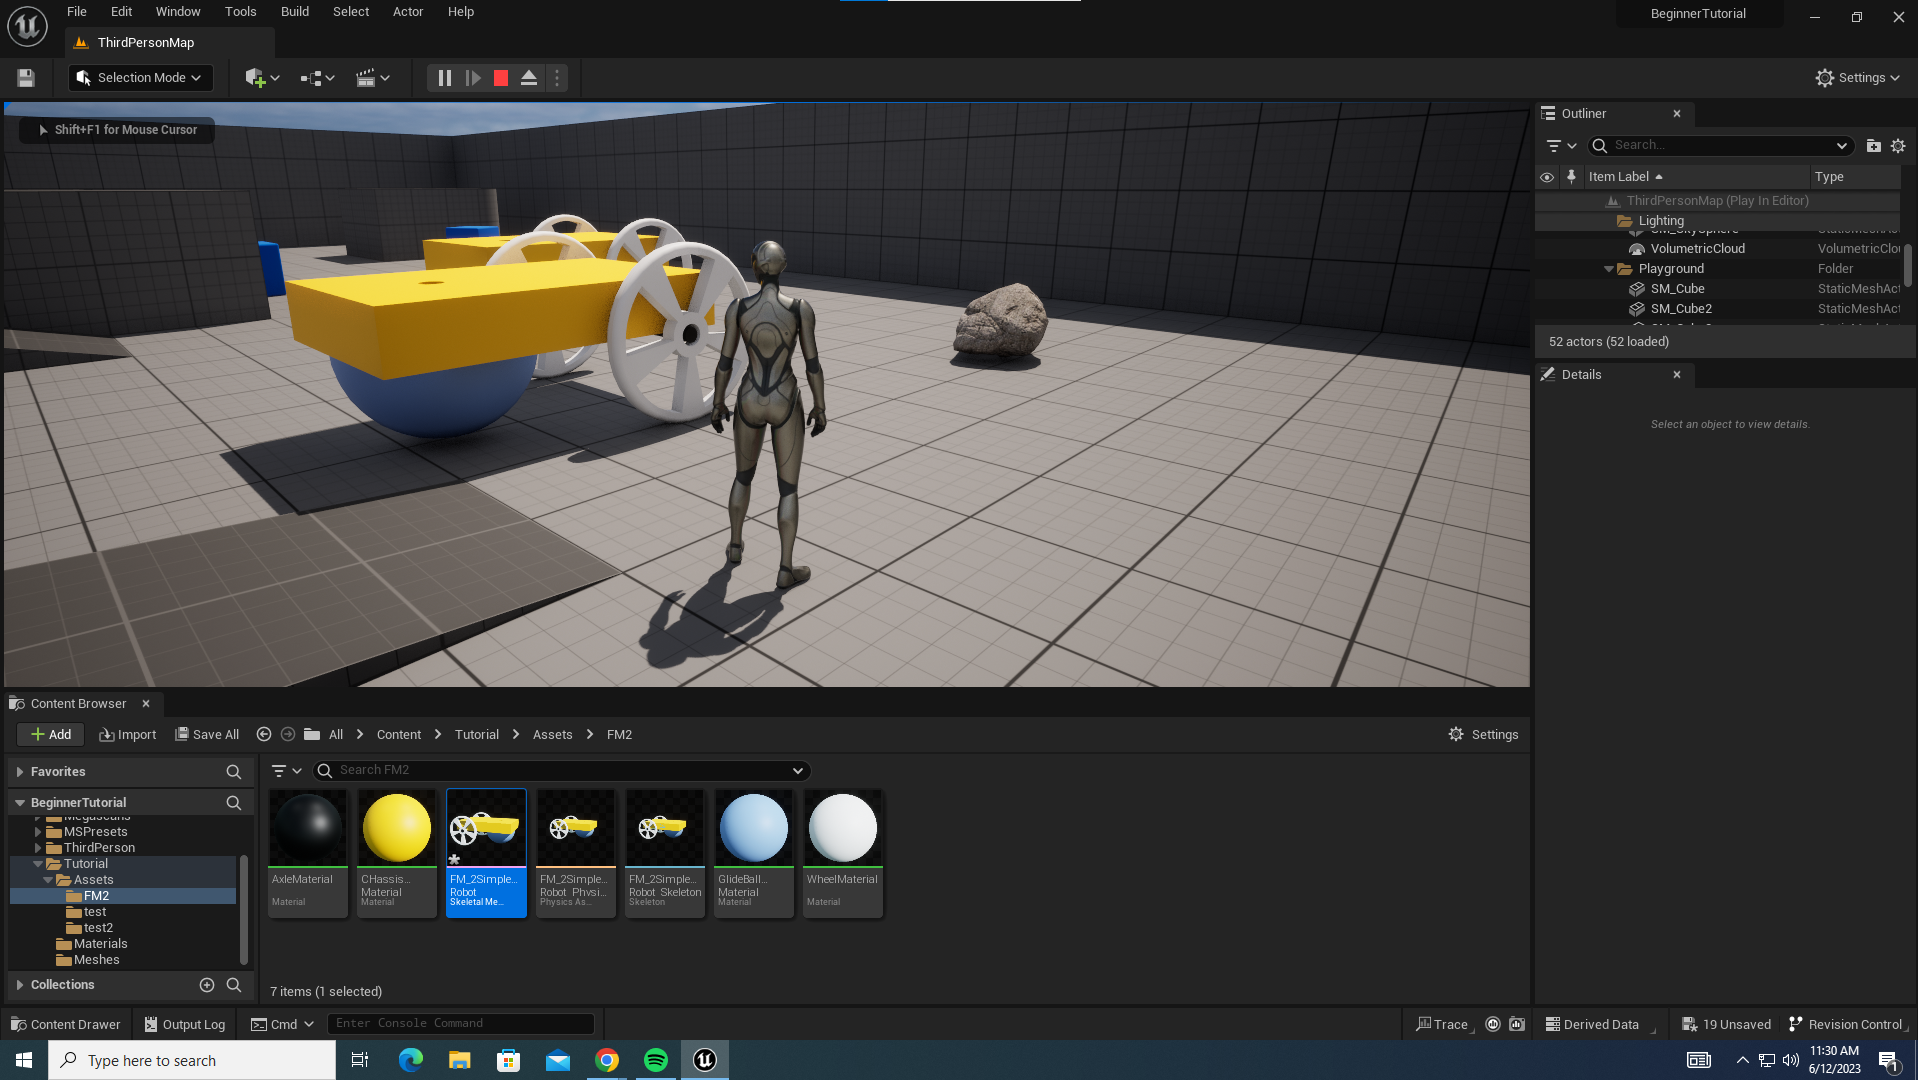 File Edit Window Tools Build Select Actor Help
BeginnerTutorial
ThirdPersonMap
Selection Mode
Settings
Shift+F1 for Mouse Cursor
Outliner
Search...
Item Label Type
ThirdPersonMap (Play In Editor)
Lighting
SM_SkySphere
VolumetricCloud VolumetricClou
Playground Folder
SM_Cube StaticMeshAct
SM_Cube2 StaticMeshAct
52 actors (52 loaded)
Details
Select an object to view details.
Content Browser
Add Import Save All All Content Tutorial Assets FM2 Settings
Favorites
Search FM2
BeginnerTutorial
Megascans
MSPresets
ThirdPerson
Tutorial
Assets
FM2
test
test2
Materials
Meshes
Collections
AxleMaterial
Material
CHassis...
Material
Material
FM_2Simple...
Robot
Skeletal Me...
FM_2Simple...
Robot_Physi...
Physics As...
FM_2Simple...
Robot_Skeleton
Skeleton
GlideBall...
Material
Material
WheelMaterial
Material
7 items (1 selected)
Content Drawer Output Log Cmd Enter Console Command Trace Derived Data 19 Unsaved Revision Control
Type here to search
11:30 AM
6/12/2023
1